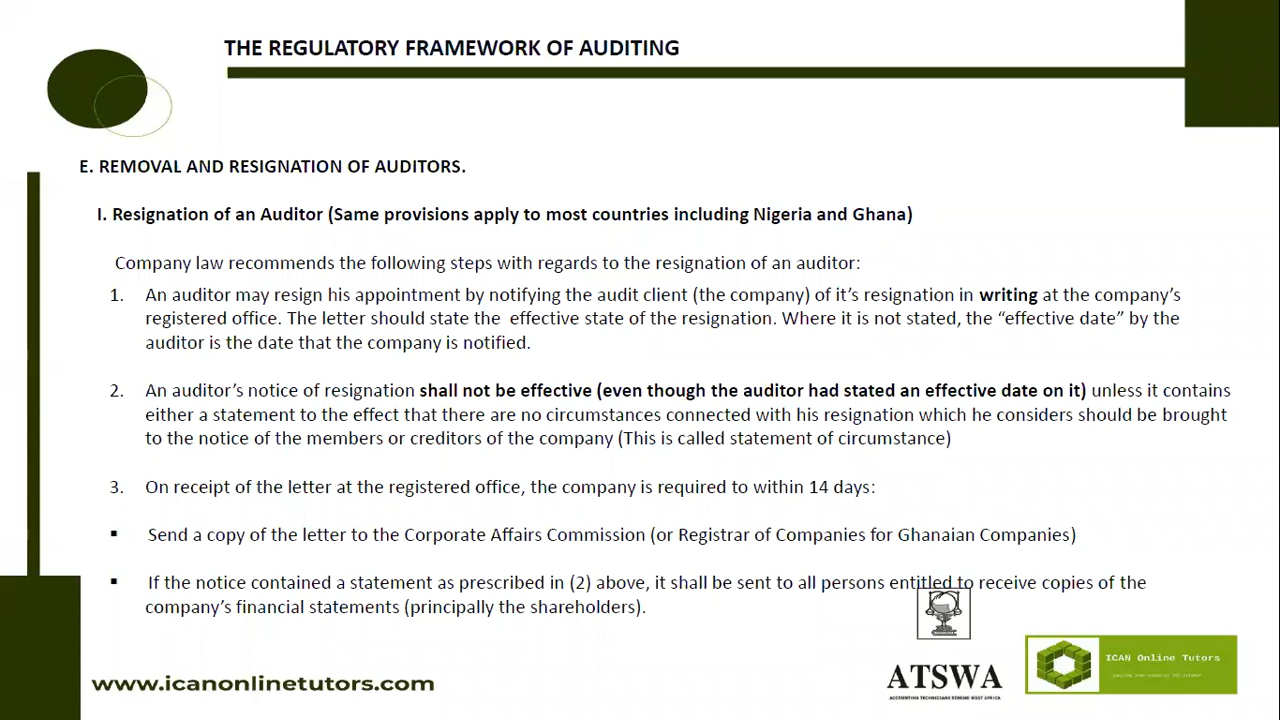 THE REGULATORY FRAMEWORK OF AUDITING
E. REMOVAL AND RESIGNATION OF AUDITORS.
I. Resignation of an Auditor (Same provisions apply to most countries including Nigeria and Ghana)
Company law recommends the following steps with regards to the resignation of an auditor:
1. An auditor may resign his appointment by notifying the audit client (the company) of it's resignation in writing at the company's
registered office. The letter should state the effective state of the resignation. Where it is not stated, the "effective date" by the
auditor is the date that the company is notified.
2. An auditor's notice of resignation shall not be effective (even though the auditor had stated an effective date on it) unless it contains
either a statement to the effect that there are no circumstances connected with his resignation which he considers should be brought
to the notice of the members or creditors of the company (This is called statement of circumstance)
3. On receipt of the letter at the registered office, the company is required to within 14 days:
▪ Send a copy of the letter to the Corporate Affairs Commission (or Registrar of Companies for Ghanaian Companies)
▪ If the notice contained a statement as prescribed in (2) above, it shall be sent to all persons entitled to receive copies of the
company's financial statements (principally the shareholders).
www.icanonlinetutors.com
ATSWA
ACCOUNTING TECHNICIANS SCHEME WEST AFRICA
ICAN Online Tutors